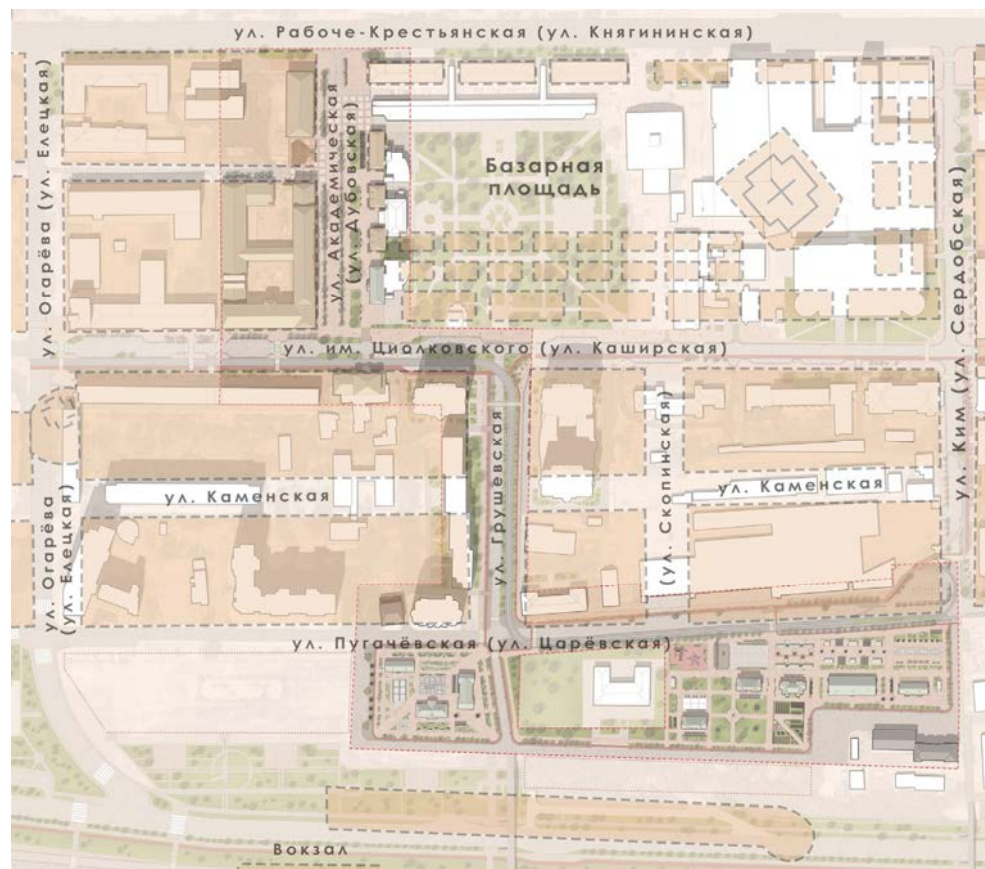 ул. Рабоче-Крестьянская (ул. Княгининская)
ул. Огарёва (ул. Елецкая)
ул. Академическая
(ул. Дубовская)
Базарная
площадь
ул. Ким (ул. Сердобская)
ул. им. Циолковского (ул. Каширская)
ул. Каменская
ул. Грушевская
(ул. Скопинская)
ул. Каменская
ул. Огарёва
(ул. Елецкая)
ул. Пугачёвская (ул. Царёвская)
Вокзал